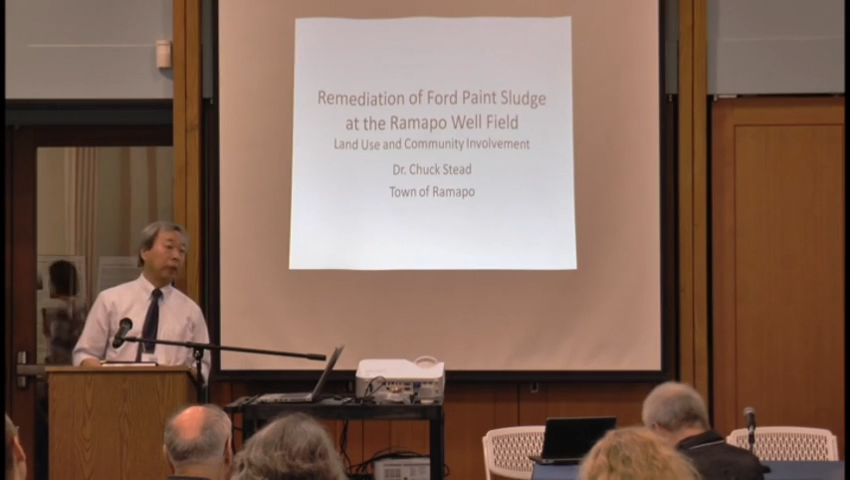 Remediation of Ford Paint Sludge
at the Ramapo Well Field
Land Use and Community Involvement
Dr. Chuck Stead
Town of Ramapo